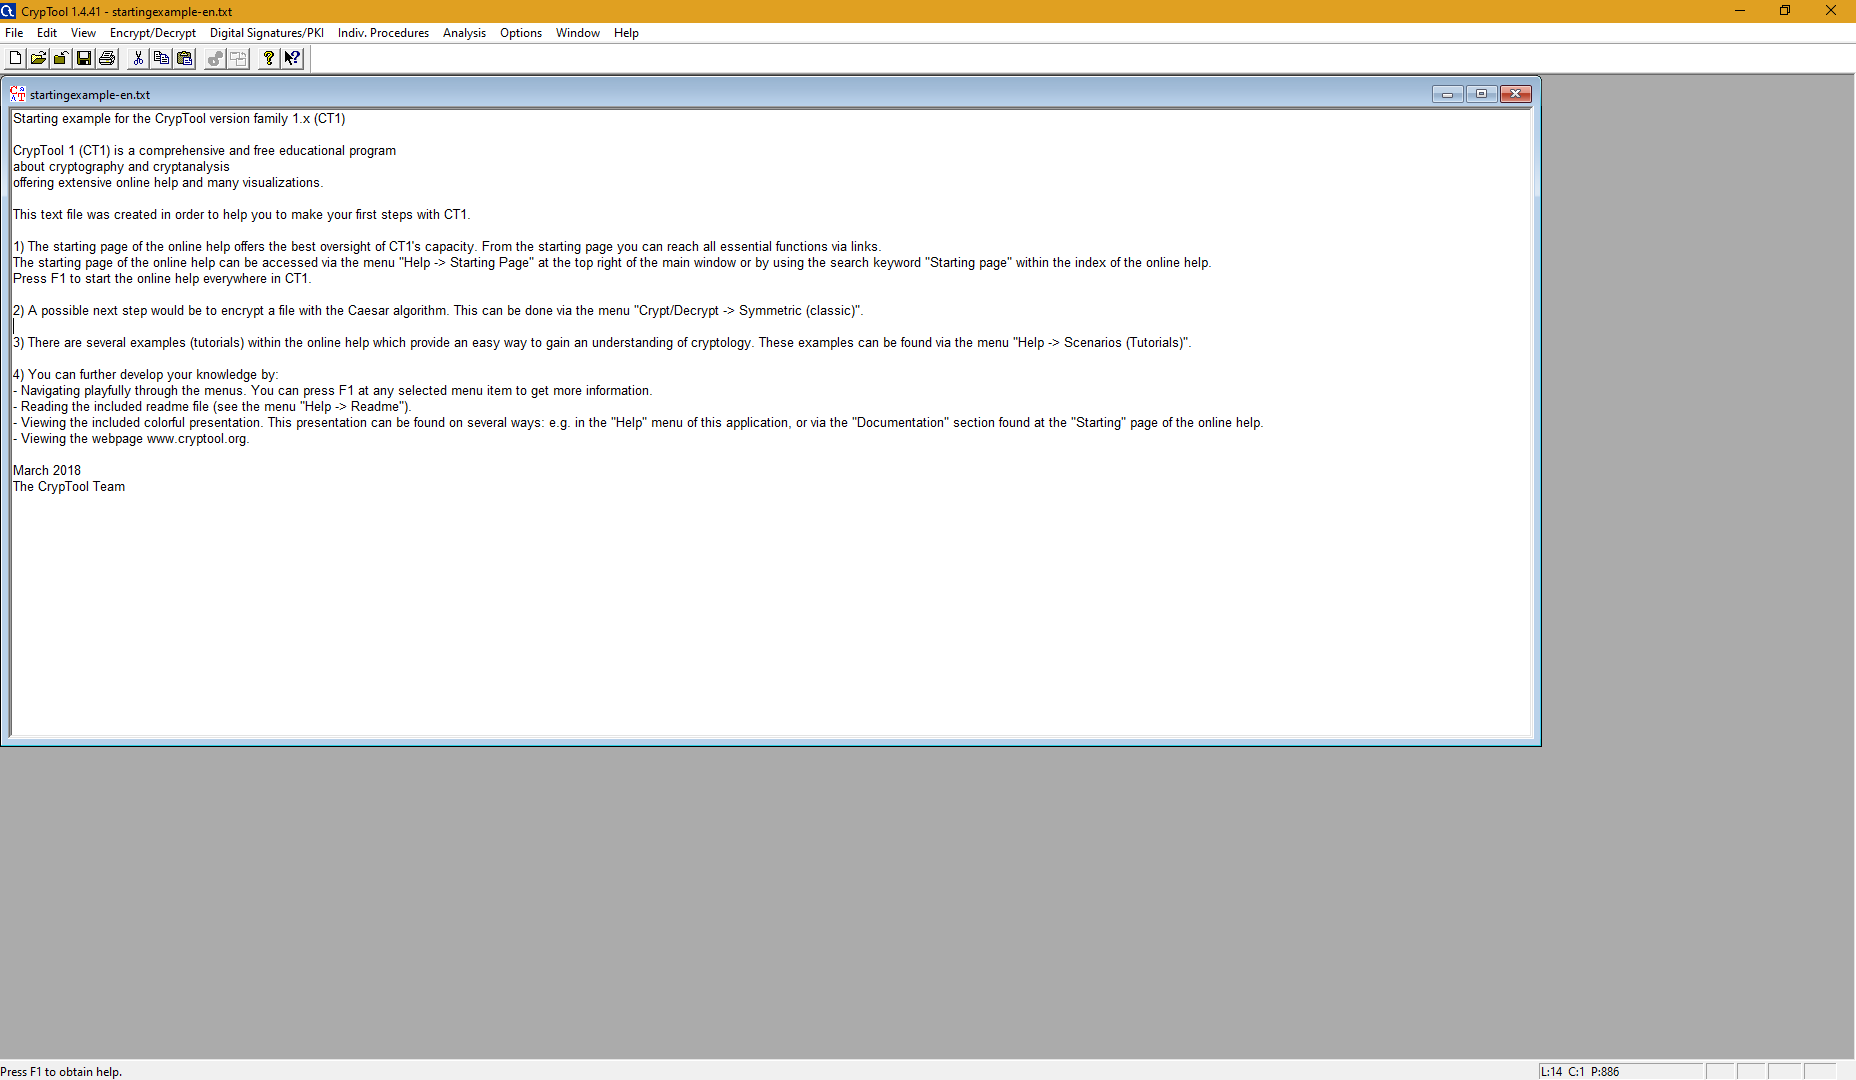 CrypTool 1.4.41 - startingexample-en.txt
File Edit View Encrypt/Decrypt Digital Signatures/PKI Indiv. Procedures Analysis Options Window Help
startingexample-en.txt
Starting example for the CrypTool version family 1.x (CT1)
CrypTool 1 (CT1) is a comprehensive and free educational program
about cryptography and cryptanalysis
offering extensive online help and many visualizations.
This text file was created in order to help you to make your first steps with CT1.
1) The starting page of the online help offers the best oversight of CT1's capacity. From the starting page you can reach all essential functions via links.
The starting page of the online help can be accessed via the menu "Help -> Starting Page" at the top right of the main window or by using the search keyword "Starting page" within the index of the online help.
Press F1 to start the online help everywhere in CT1.
2) A possible next step would be to encrypt a file with the Caesar algorithm. This can be done via the menu "Crypt/Decrypt -> Symmetric (classic)".
3) There are several examples (tutorials) within the online help which provide an easy way to gain an understanding of cryptology. These examples can be found via the menu "Help -> Scenarios (Tutorials)".
4) You can further develop your knowledge by:
- Navigating playfully through the menus. You can press F1 at any selected menu item to get more information.
- Reading the included readme file (see the menu "Help -> Readme").
- Viewing the included colorful presentation. This presentation can be found on several ways: e.g. in the "Help" menu of this application, or via the "Documentation" section found at the "Starting" page of the online help.
- Viewing the webpage www.cryptool.org.
March 2018
The CrypTool Team
Press F1 to obtain help.
L:14 C:1 P:886